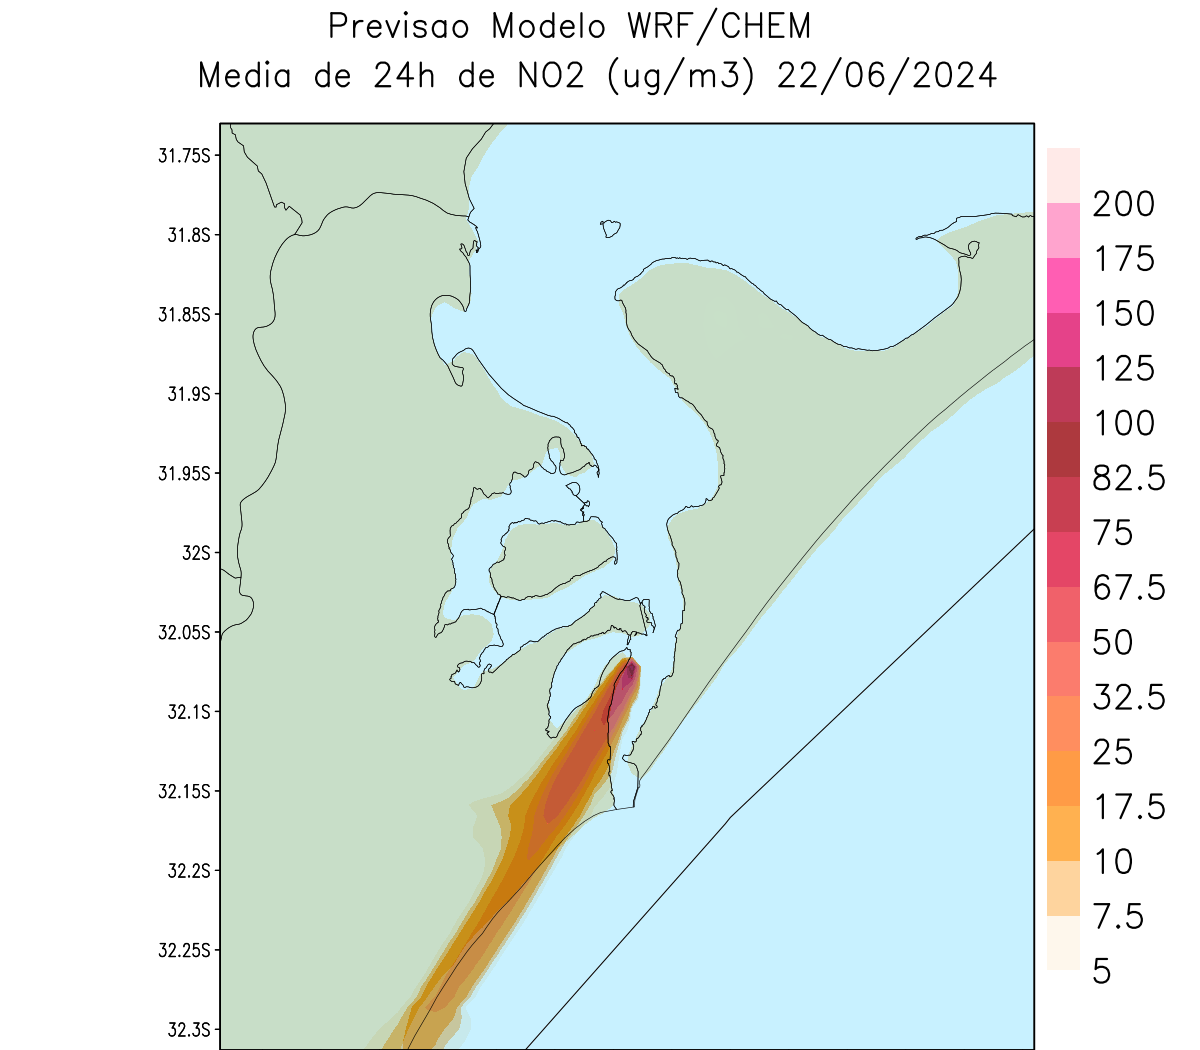 Previsao Modelo WRF/CHEM
Media de 24h de NO2 (ug/m3) 22/06/2024
31.75S
31.8S
31.85S
31.9S
31.95S
32S
32.05S
32.1S
32.15S
32.2S
32.25S
32.3S
200
175
150
125
100
82.5
75
67.5
50
32.5
25
17.5
10
7.5
5